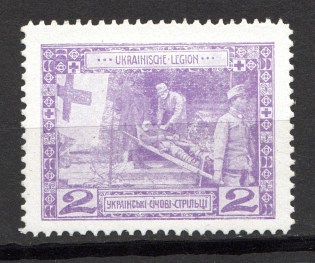 UKRAINISCHE·LEGION
2 УКРАЇНСЬКІ·СІЧОВІ·СТРІЛЬЦІ 2